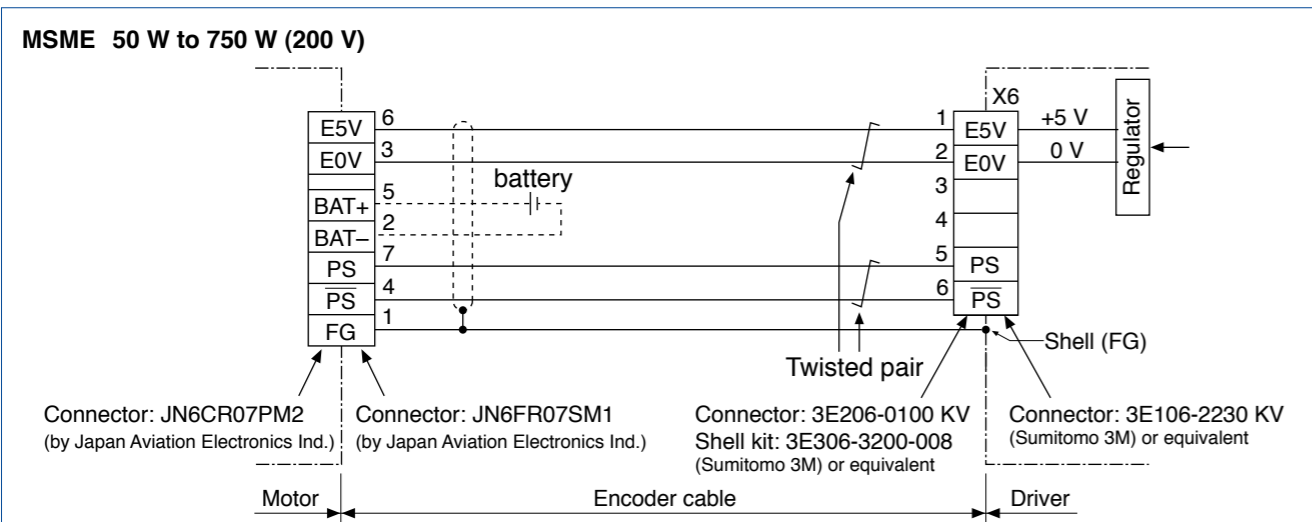 MSME 50 W to 750 W (200 V)
X6
E5V 6 1 E5V +5 V
E0V 3 2 E0V 0 V
Regulator
battery
3
BAT+ 5
4
BAT– 2
PS 7 5 PS
P̅S̅ 4 6 P̅S̅
FG 1
Shell (FG)
Twisted pair
Connector: JN6CR07PM2
(by Japan Aviation Electronics Ind.)
Connector: JN6FR07SM1
(by Japan Aviation Electronics Ind.)
Connector: 3E206-0100 KV
Shell kit: 3E306-3200-008
(Sumitomo 3M) or equivalent
Connector: 3E106-2230 KV
(Sumitomo 3M) or equivalent
Motor Encoder cable Driver